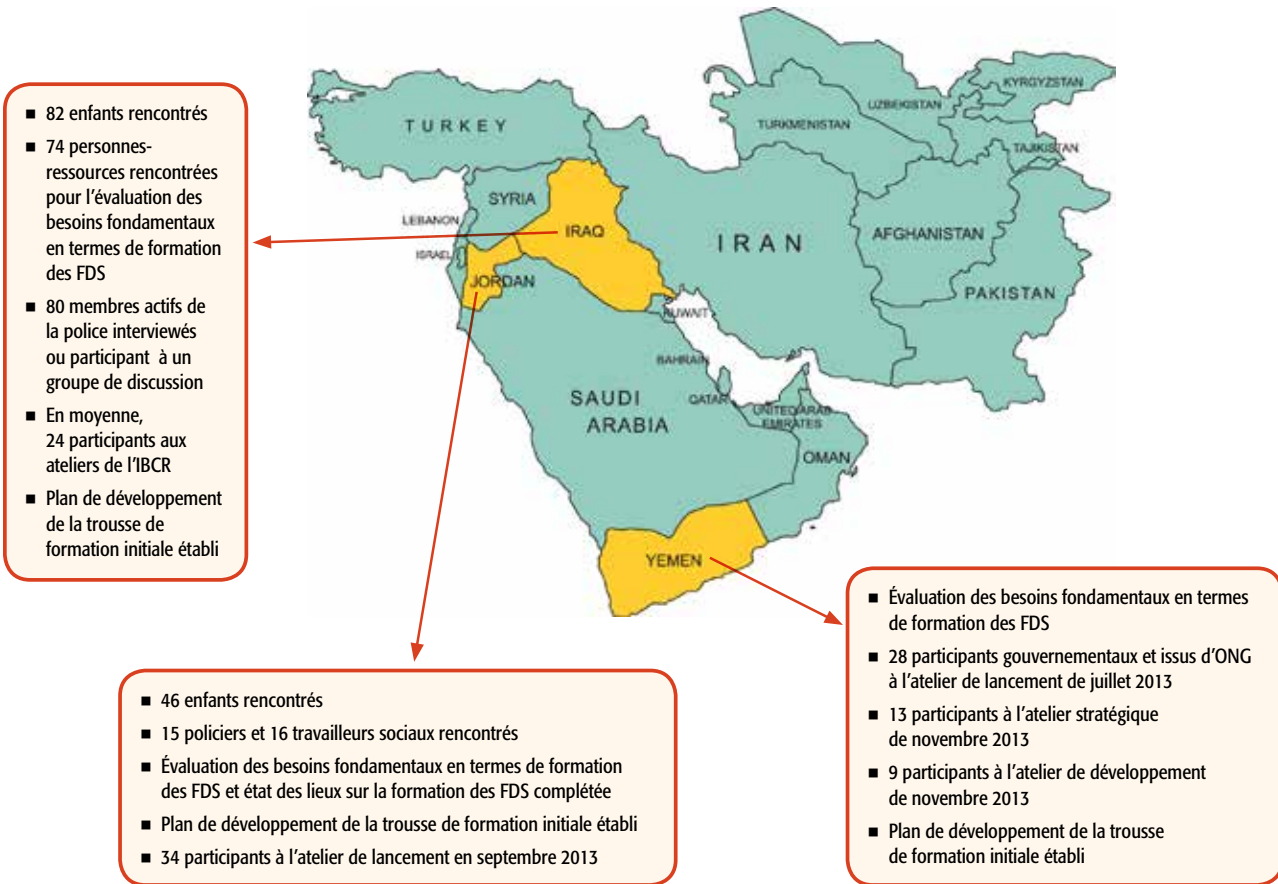 ■ 82 enfants rencontrés
■ 74 personnes-
ressources rencontrées
pour l'évaluation des
besoins fondamentaux
en termes de formation
des FDS
■ 80 membres actifs de
la police interviewés
ou participant à un
groupe de discussion
■ En moyenne,
24 participants aux
ateliers de l'IBCR
■ Plan de développement
de la trousse de
formation initiale établi
TURKEY
SYRIA
LEBANON
ISRAEL
JORDAN
IRAQ
IRAN
KUWAIT
BAHRAIN
QATAR
SAUDI
ARABIA
UNITED ARAB
EMIRATES
OMAN
YEMEN
UZBEKISTAN
TURKMENISTAN
KYRGYZSTAN
TAJIKISTAN
AFGHANISTAN
PAKISTAN
■ 46 enfants rencontrés
■ 15 policiers et 16 travailleurs sociaux rencontrés
■ Évaluation des besoins fondamentaux en termes de formation
des FDS et état des lieux sur la formation des FDS complétée
■ Plan de développement de la trousse de formation initiale établi
■ 34 participants à l'atelier de lancement en septembre 2013
■ Évaluation des besoins fondamentaux en termes
de formation des FDS
■ 28 participants gouvernementaux et issus d'ONG
à l'atelier de lancement de juillet 2013
■ 13 participants à l'atelier stratégique
de novembre 2013
■ 9 participants à l'atelier de développement
de novembre 2013
■ Plan de développement de la trousse
de formation initiale établi